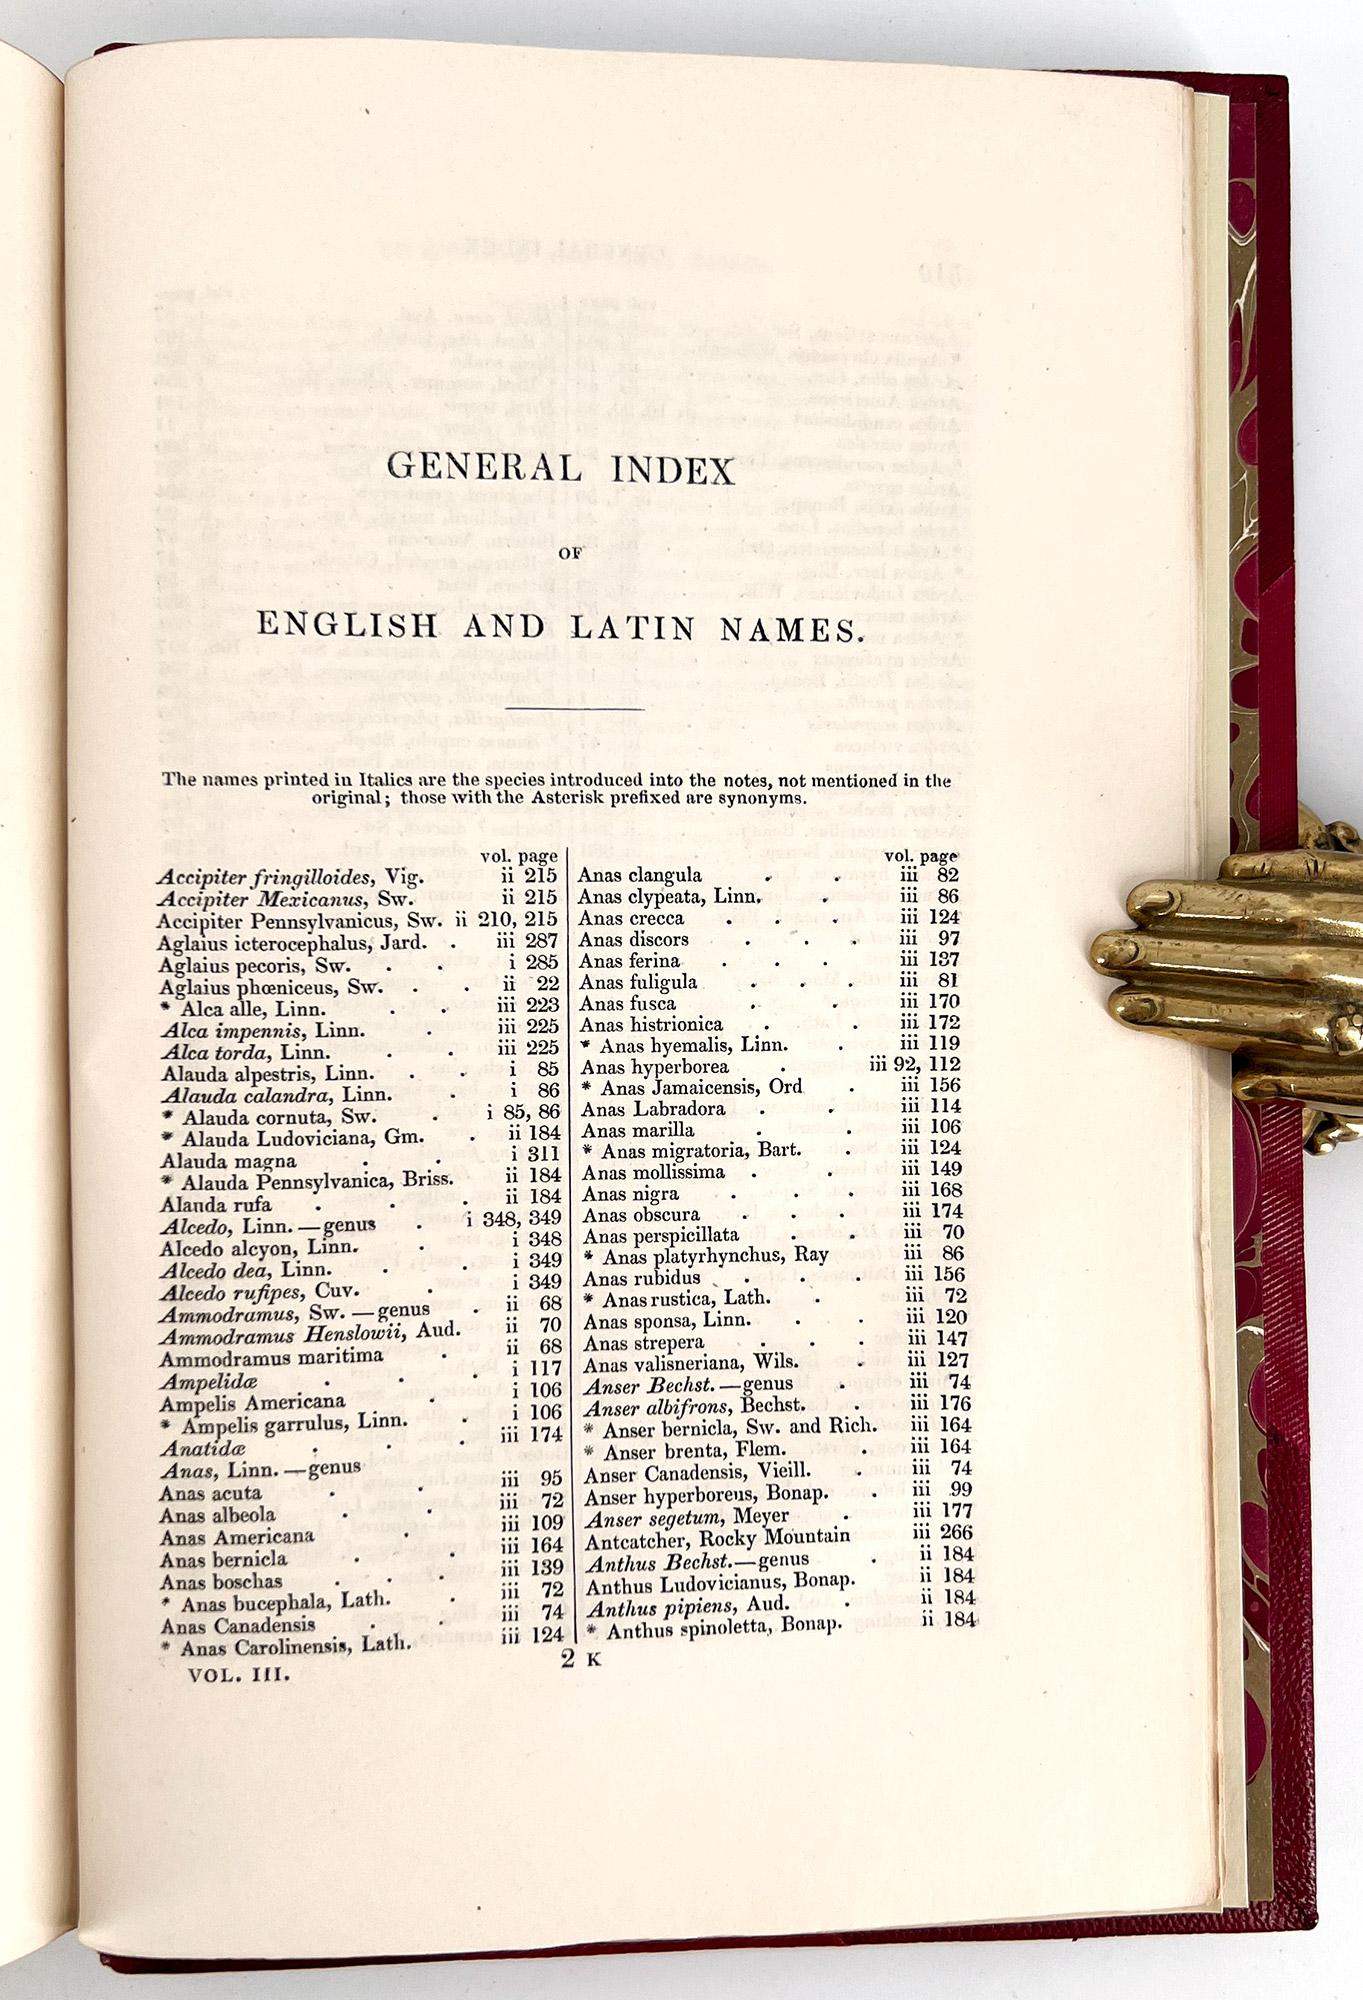 GENERAL INDEX
OF
ENGLISH AND LATIN NAMES.
The names printed in Italics are the species introduced into the notes, not mentioned in the
original; those with the Asterisk prefixed are synonyms.
vol. page
Accipiter fringilloides, Vig. ii 215
Accipiter Mexicanus, Sw. ii 215
Accipiter Pennsylvanicus, Sw. ii 210, 215
Aglaius icterocephalus, Jard. . iii 287
Aglaius pecoris, Sw. . . i 285
Aglaius phœniceus, Sw. . . ii 22
* Alca alle, Linn. . . iii 223
Alca impennis, Linn. . iii 225
Alca torda, Linn. . . iii 225
Alauda alpestris, Linn. . . i 85
Alauda calandra, Linn. . i 86
* Alauda cornuta, Sw. . i 85, 86
* Alauda Ludoviciana, Gm. . ii 184
Alauda magna . . i 311
* Alauda Pennsylvanica, Briss. ii 184
Alauda rufa . . . ii 184
Alcedo, Linn. —genus . i 348, 349
Alcedo alcyon, Linn. . i 348
Alcedo dea, Linn. . . i 349
Alcedo rufipes, Cuv. . i 349
Ammodramus, Sw. —genus . ii 68
Ammodramus Henslowii, Aud. ii 70
Ammodramus maritima . ii 68
Ampelidæ . . . i 117
Ampelis Americana . i 106
* Ampelis garrulus, Linn. . i 106
Anatidæ . . . iii 174
Anas, Linn. —genus
Anas acuta . . iii 95
Anas albeola . . iii 72
Anas Americana . iii 109
Anas bernicla . . iii 164
Anas boschas . . . iii 139
* Anas bucephala, Lath. . iii 72
Anas Canadensis . . iii 74
* Anas Carolinensis, Lath. iii 124
vol. page
Anas clangula . . iii 82
Anas clypeata, Linn. . iii 86
Anas crecca . . . iii 124
Anas discors . . . iii 97
Anas ferina . . . iii 137
Anas fuligula . . . iii 81
Anas fusca . . iii 170
Anas histrionica . . iii 172
* Anas hyemalis, Linn. . iii 119
Anas hyperborea . iii 92, 112
* Anas Jamaicensis, Ord . iii 156
Anas Labradora . . iii 114
Anas marilla . . iii 106
* Anas migratoria, Bart. . iii 124
Anas mollissima . . iii 149
Anas nigra . . . iii 168
Anas obscura . . . iii 174
Anas perspicillata . . iii 70
* Anas platyrhynchus, Ray iii 86
Anas rubidus . . . iii 156
* Anas rustica, Lath. . iii 72
Anas sponsa, Linn. . . iii 120
Anas strepera . . . iii 147
Anas valisneriana, Wils. . iii 127
Anser Bechst. —genus . iii 74
Anser albifrons, Bechst. . iii 176
* Anser bernicla, Sw. and Rich. iii 164
* Anser brenta, Flem. . iii 164
Anser Canadensis, Vieill. . iii 74
Anser hyperboreus, Bonap. . iii 99
Anser segetum, Meyer . iii 177
Antcatcher, Rocky Mountain iii 266
Anthus Bechst.—genus . ii 184
Anthus Ludovicianus, Bonap. ii 184
Anthus pipiens, Aud. . ii 184
* Anthus spinoletta, Bonap. ii 184
VOL. III. 2 K